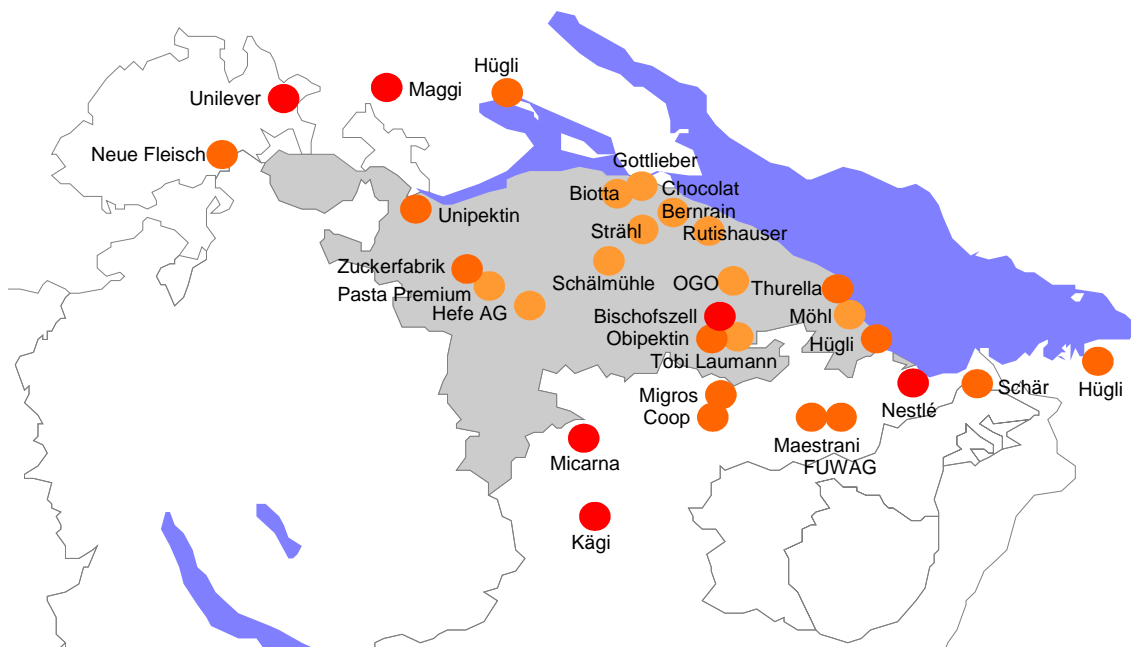 Hügli
Maggi
Unilever
Neue Fleisch
Gottlieber
Biotta
Chocolat
Bernrain
Unipektin
Strähl
Rutishauser
Zuckerfabrik
Schälmühle
OGO
Thurella
Pasta Premium
Hefe AG
Bischofszell
Möhl
Obipektin
Hügli
Töbi Laumann
Hügli
Schär
Migros
Nestlé
Coop
Maestrani
Micarna
FUWAG
Kägi